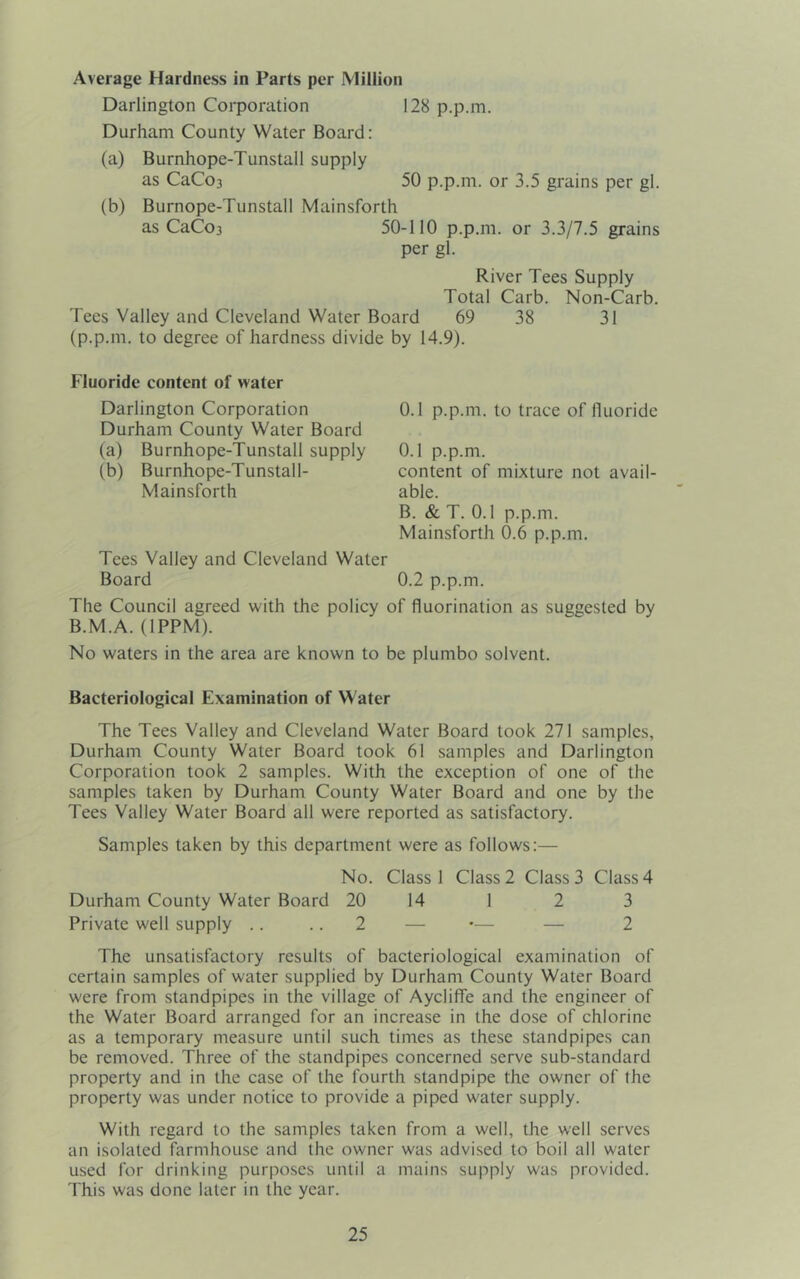 Average Hardness in Parts per Million
Darlington Corporation 128 p.p.m.
Durham County Water Board:
(a) Burnhope-Tunstall supply
as CaCo3 50 p.p.m. or 3.5 grains per gl.
(b) Burnope-Tunstall Mainsforth
as CaCo3 50-110 p.p.m. or 3.3/7.5 grains
per gl.
River Tees Supply
Total Carb. Non-Carb.
Tees Valley and Cleveland Water Board 69 38 31
(p.p.m. to degree of hardness divide by 14.9).
Fluoride content of water
Darlington Corporation 0.1 p.p.m. to trace of fluoride
Durham County Water Board
(a) Burnhope-Tunstall supply 0.1 p.p.m.
(b) Burnhope-Tunstall- content of mixture not avail-
Mainsforth able.
B. & T. 0.1 p.p.m.
Mainsforth 0.6 p.p.m.
Tees Valley and Cleveland Water
Board 0.2 p.p.m.
The Council agreed with the policy of fluorination as suggested by
B.M.A. (1PPM).
No waters in the area are known to be plumbo solvent.
Bacteriological Examination of Water
The Tees Valley and Cleveland Water Board took 271 samples,
Durham County Water Board took 61 samples and Darlington
Corporation took 2 samples. With the exception of one of the
samples taken by Durham County Water Board and one by the
Tees Valley Water Board all were reported as satisfactory.
Samples taken by this department were as follows:—
No. Class 1 Class 2 Class 3 Class 4
Durham County Water Board 20 14 1 2 3
Private well supply .. .. 2 — — — 2
The unsatisfactory results of bacteriological examination of
certain samples of water supplied by Durham County Water Board
were from standpipes in the village of Aycliffe and the engineer of
the Water Board arranged for an increase in the dose of chlorine
as a temporary measure until such times as these standpipes can
be removed. Three of the standpipes concerned serve sub-standard
property and in the case of the fourth standpipe the owner of the
property was under notice to provide a piped water supply.
With regard to the samples taken from a well, the well serves
an isolated farmhouse and the owner was advised to boil all water
used for drinking purposes until a mains supply was provided.
This was done later in the year.
25